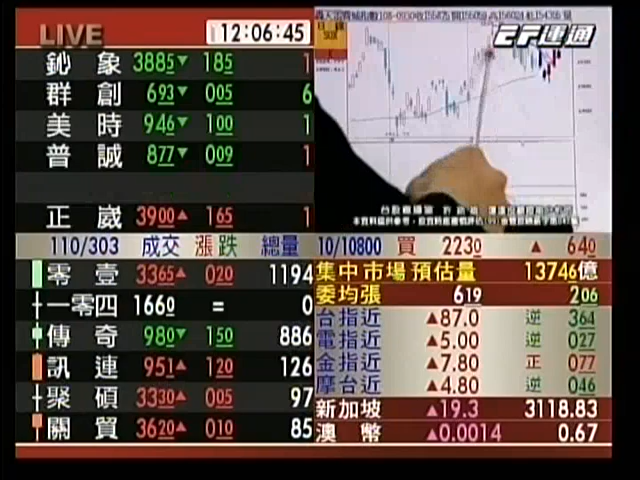 LIVE 12:06:45
鈊象 3885▼ 185 1
群創 693▼ 005 6
美時 946▼ 100 1
普誠 877▼ 009 1
正崴 3900▲ 165 1
110/303 成交 漲跌 總量
零壹 3365▲ 020 1194
一零四 1660 = 0
傳奇 980▼ 150 886
訊連 951▲ 120 126
聚碩 3330▲ 005 97
關貿 3620▲ 010 85
EF東森
10/10800 買 2230 ▲ 640
集中市場預估量 13746億
委均張 619 206
台指近 ▲87.0 逆 364
電指近 ▲5.00 逆 027
金指近 ▲7.80 正 077
摩台近 ▲4.80 逆 046
新加坡 ▲19.3 3118.83
澳幣 ▲0.0014 0.67